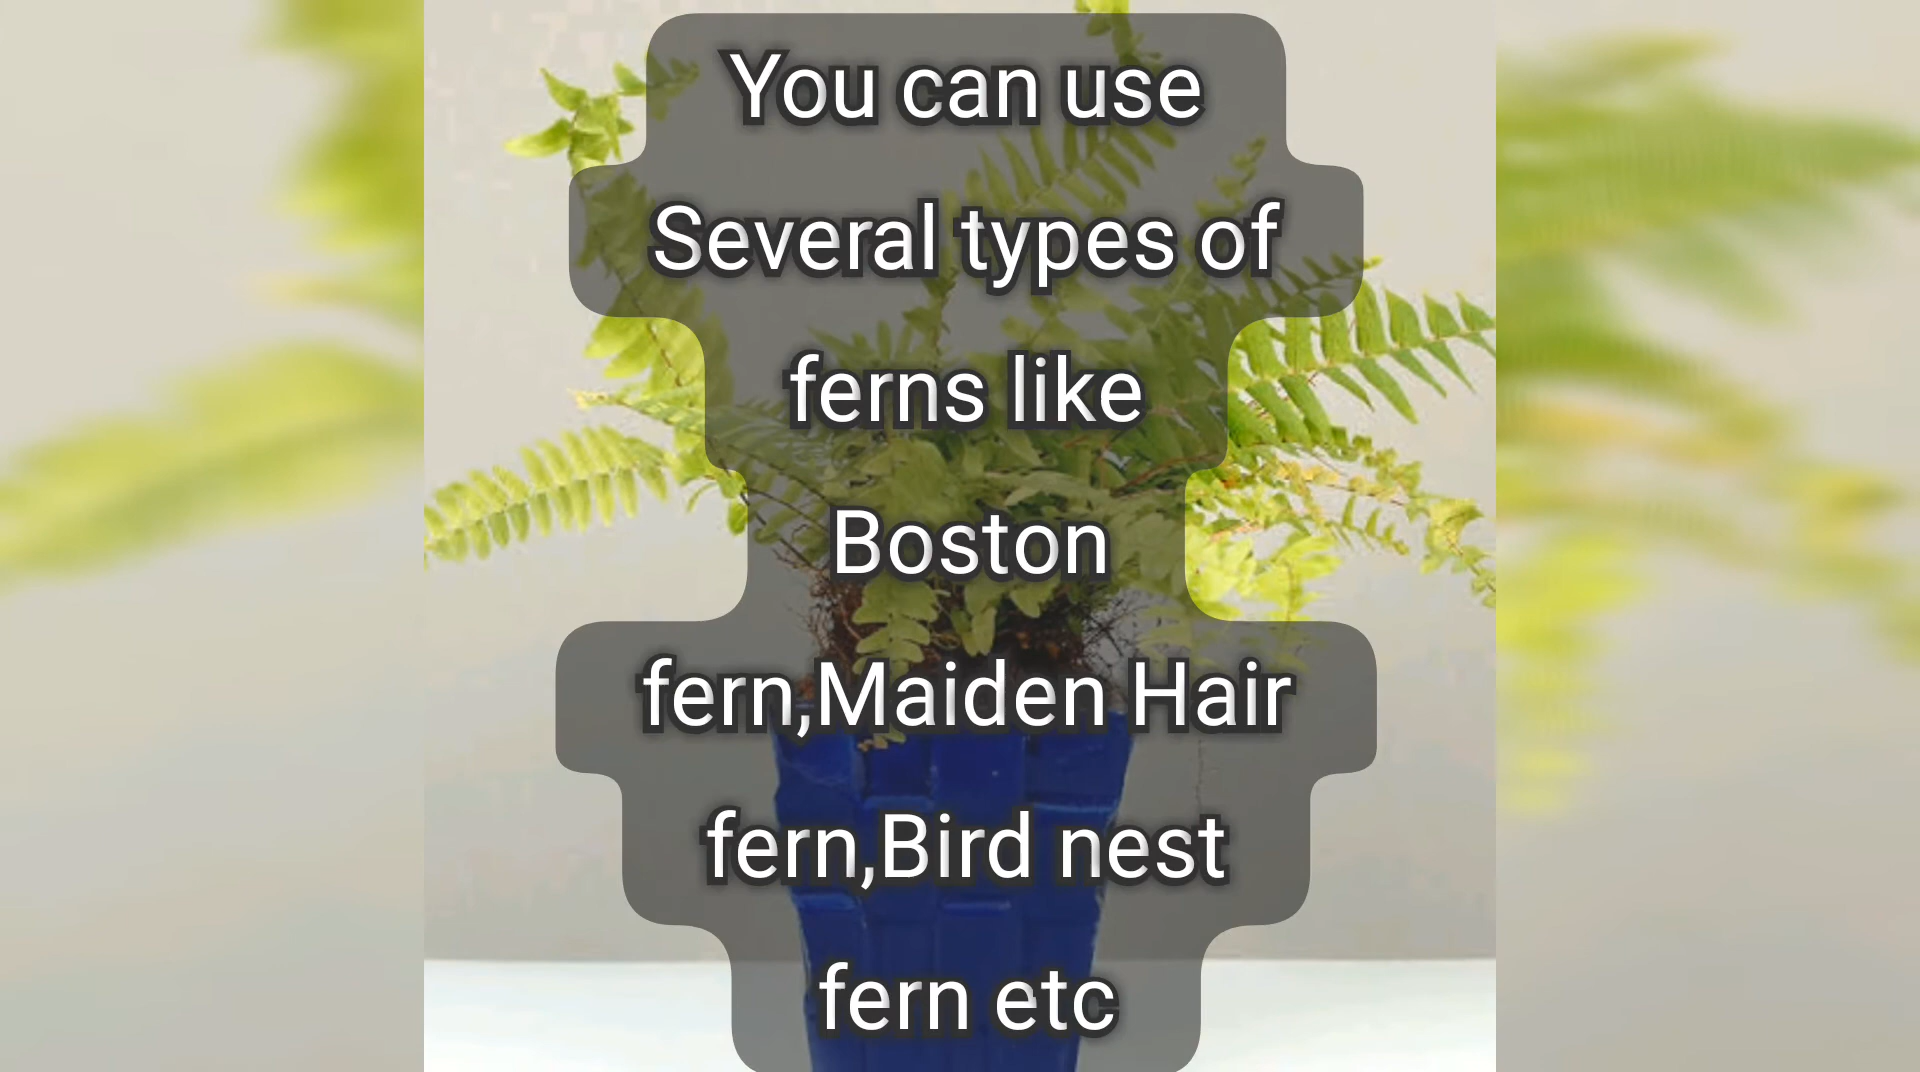 You can use
Several types of
ferns like
Boston
fern,Maiden Hair
fern,Bird nest
fern etc